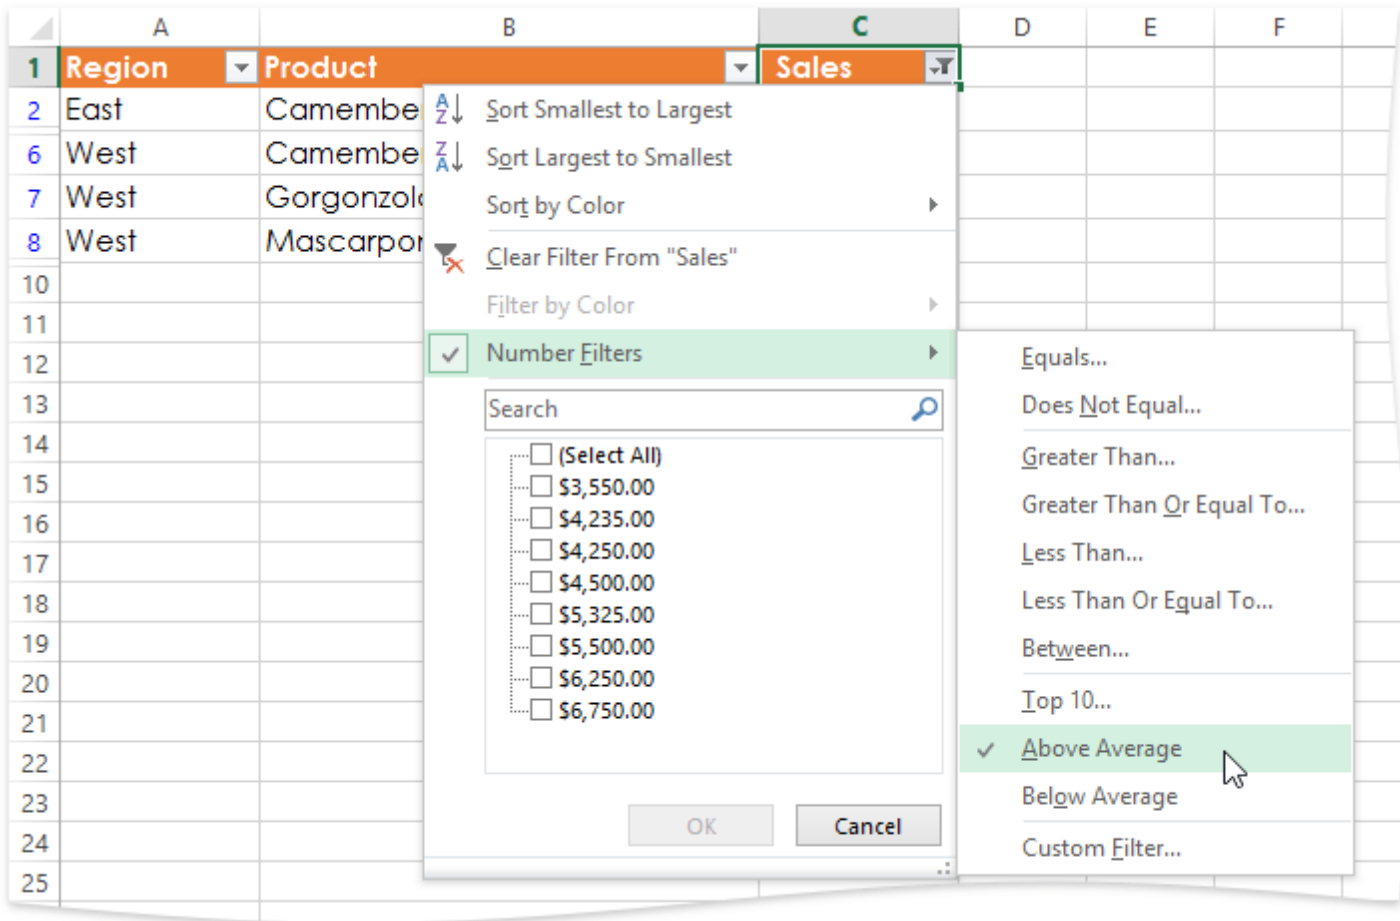 A B C D E F
1 Region Product Sales
2 East Camember
6 West Camember
7 West Gorgonzol
8 West Mascarpor
10
11
12
13
14
15
16
17
18
19
20
21
22
23
24
25
Sort Smallest to Largest
Sort Largest to Smallest
Sort by Color
Clear Filter From "Sales"
Filter by Color
Number Filters
Search
(Select All)
$3,550.00
$4,235.00
$4,250.00
$4,500.00
$5,325.00
$5,500.00
$6,250.00
$6,750.00
OK Cancel
Equals...
Does Not Equal...
Greater Than...
Greater Than Or Equal To...
Less Than...
Less Than Or Equal To...
Between...
Top 10...
Above Average
Below Average
Custom Filter...